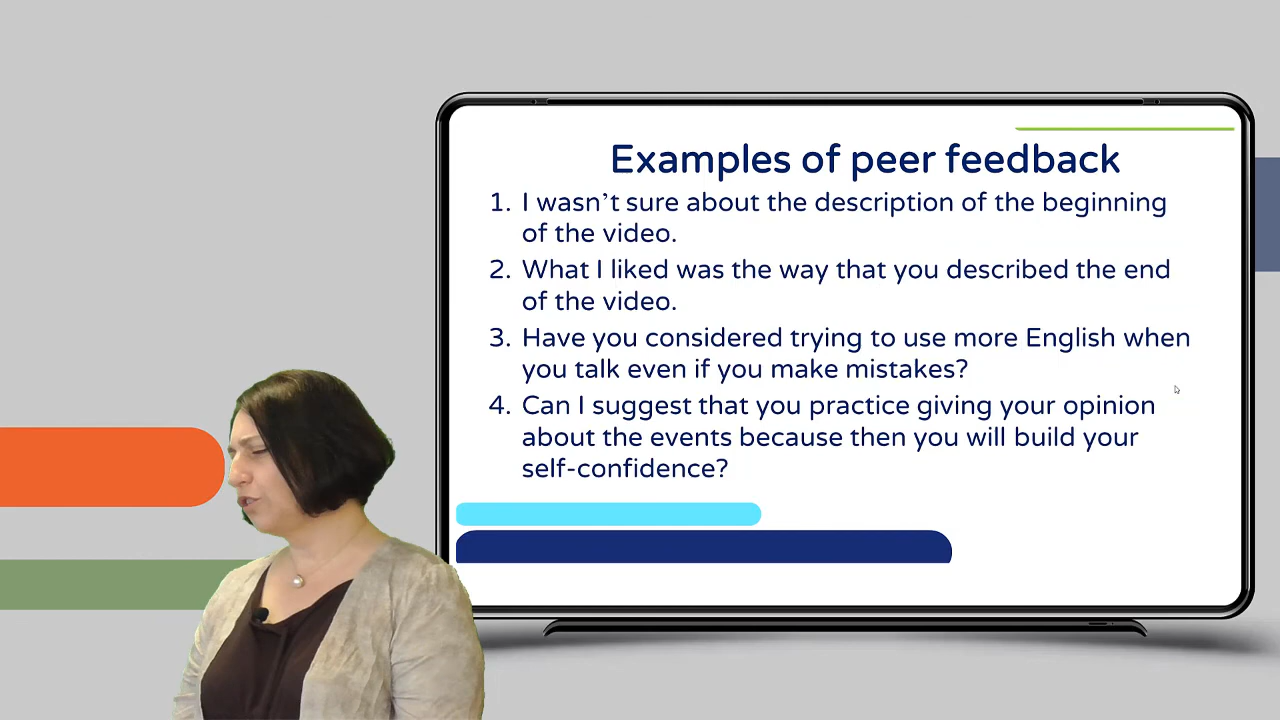 Examples of peer feedback
1. I wasn’t sure about the description of the beginning
of the video.
2. What I liked was the way that you described the end
of the video.
3. Have you considered trying to use more English when
you talk even if you make mistakes?
4. Can I suggest that you practice giving your opinion
about the events because then you will build your
self-confidence?